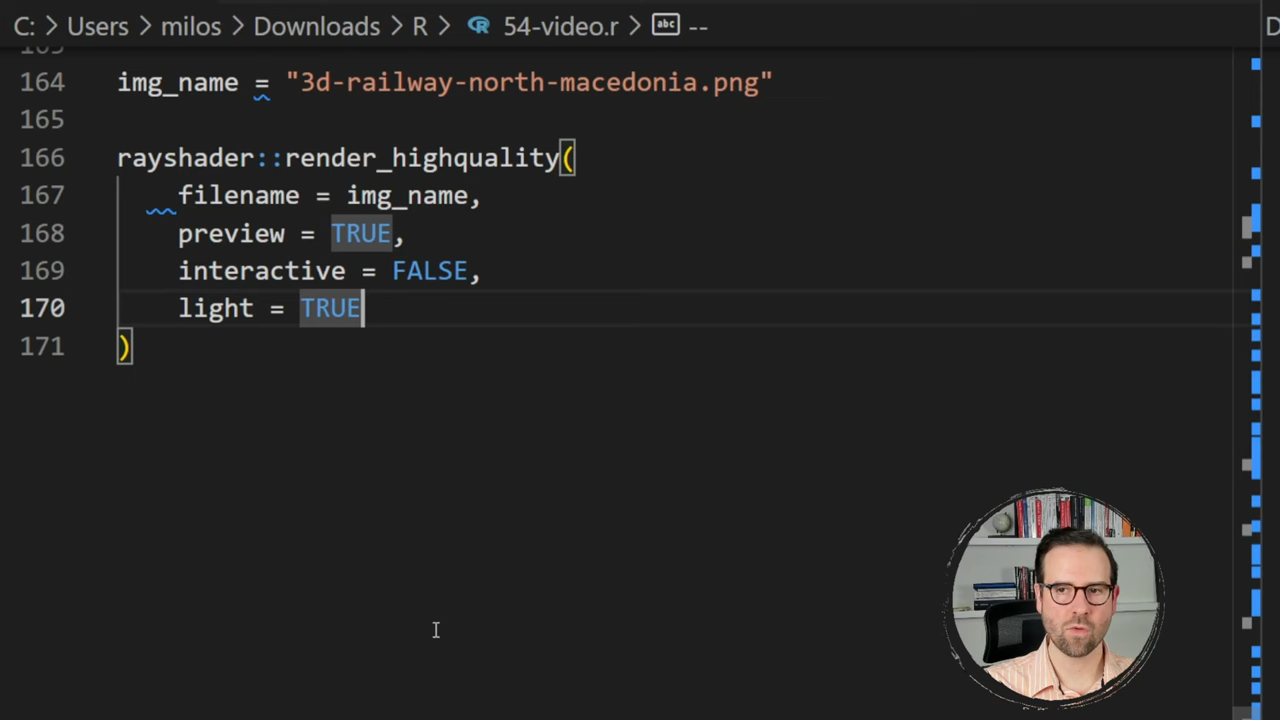 C: > Users > milos > Downloads > R > 54-video.r > abc --
164 img_name = "3d-railway-north-macedonia.png"
165
166 rayshader::render_highquality(
167 filename = img_name,
168 preview = TRUE,
169 interactive = FALSE,
170 light = TRUE
171 )